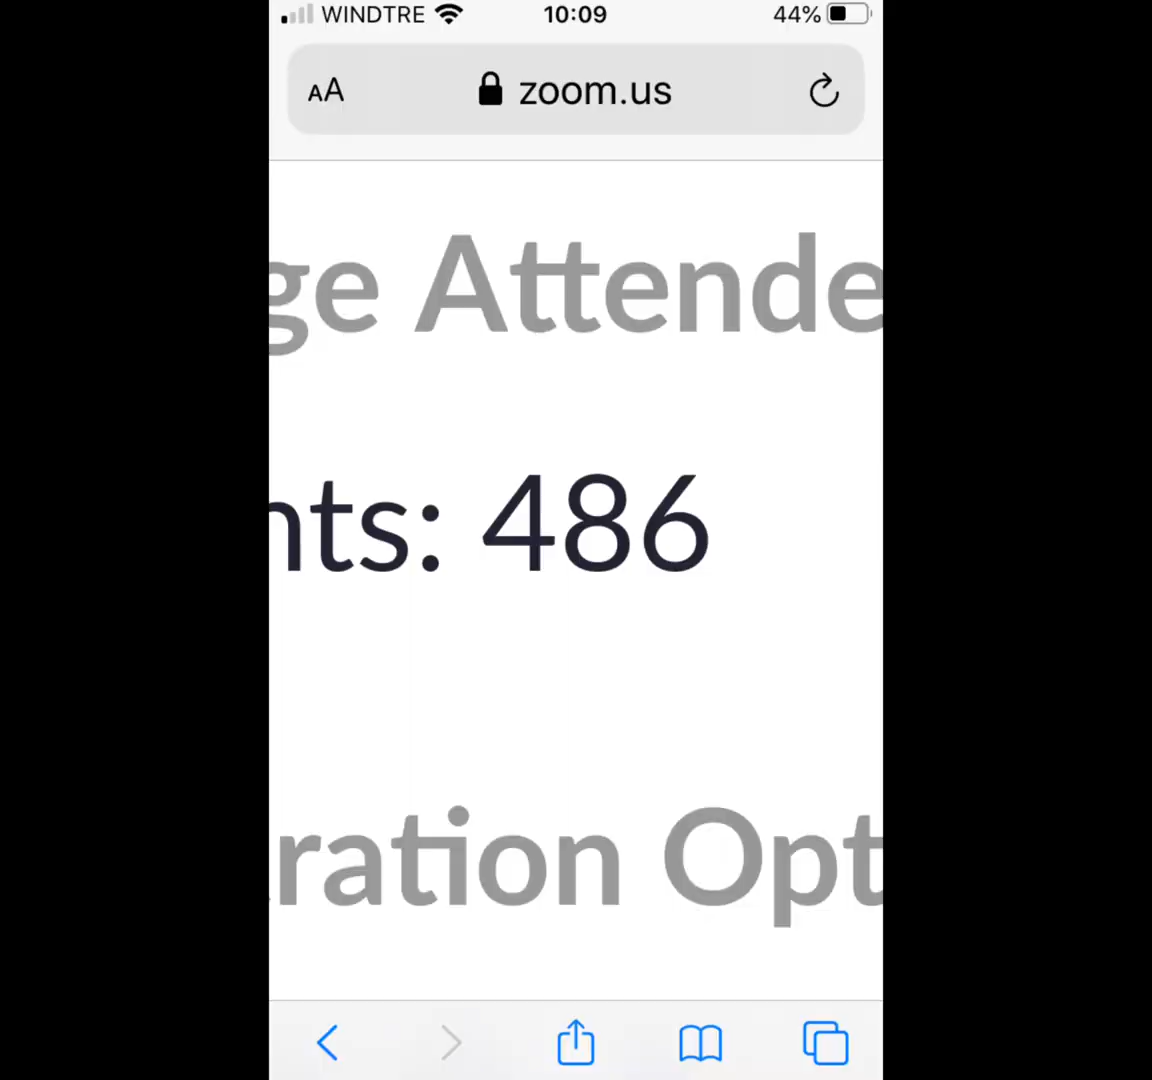 WINDTRE 10:09 44%
AA zoom.us
ge Attende
nts: 486
ration Opt